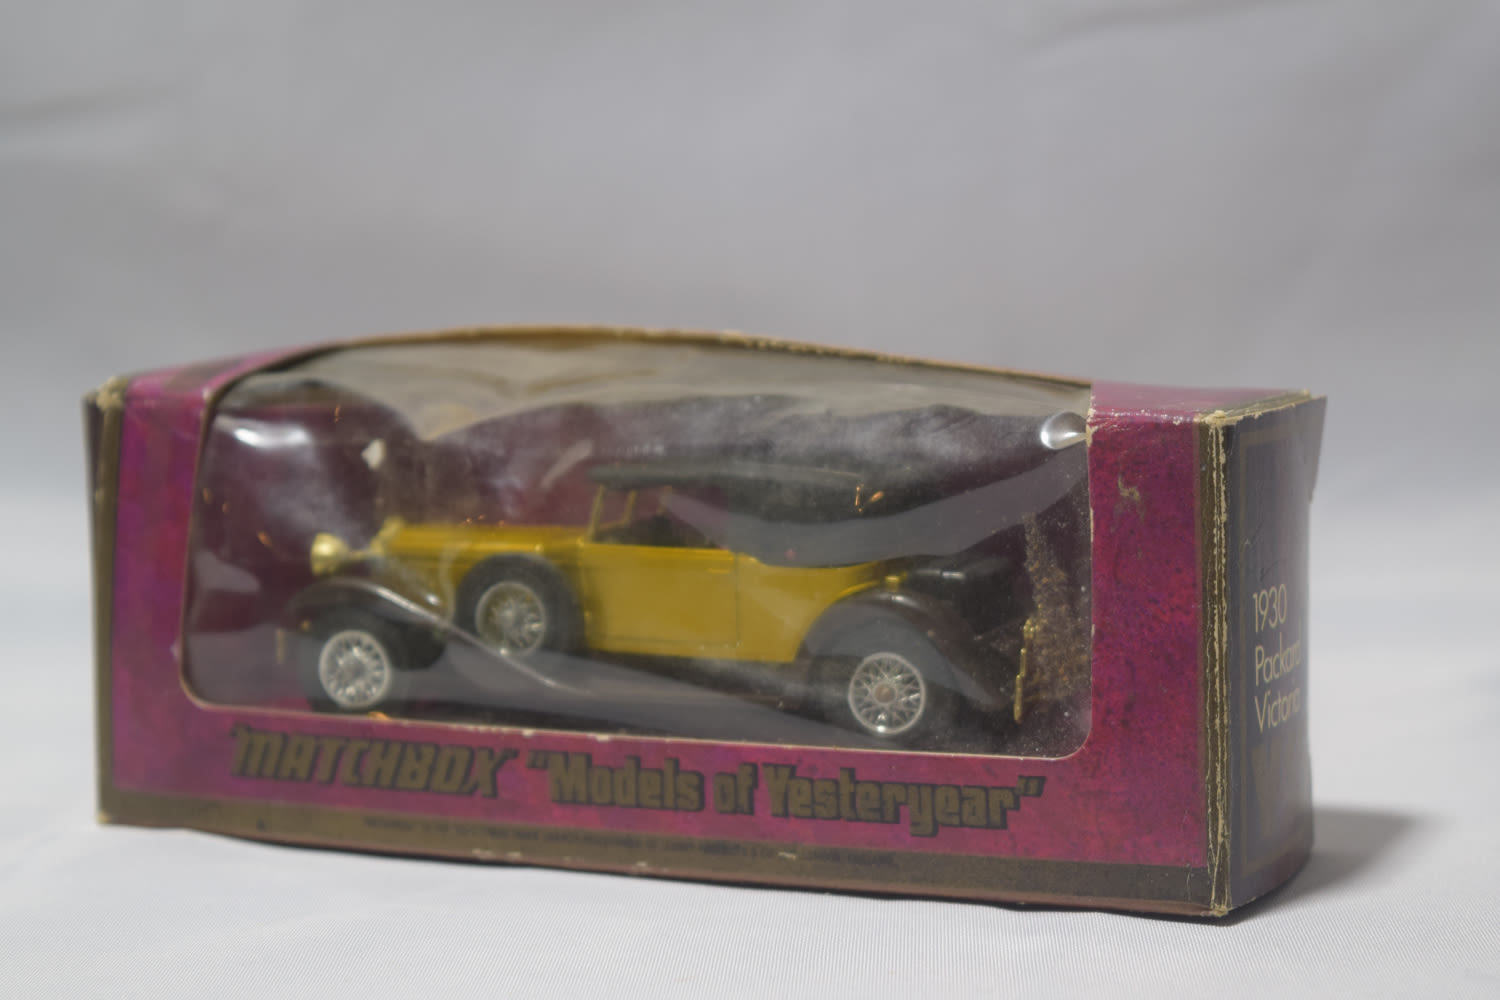 MATCHBOX "Models of Yesteryear"
1930
Packard
Victoria